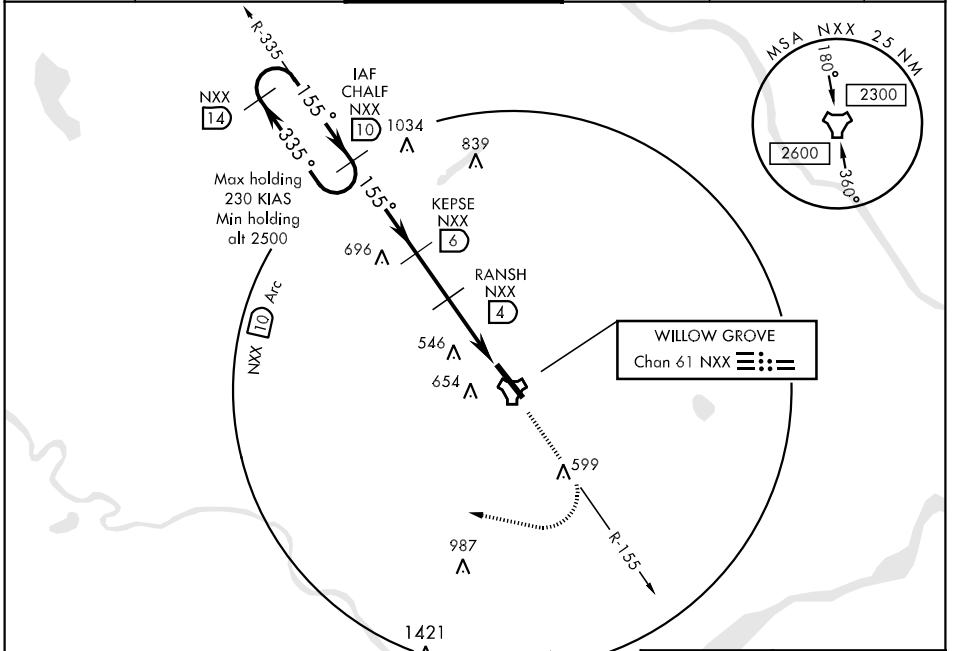 R-335
NXX
14
155°
335°
IAF
CHALF
NXX
10
1034
839
MSA NXX 25 NM
180°
2300
2600
360°
Max holding
230 KIAS
Min holding
alt 2500
155°
KEPSE
NXX
6
696
RANSH
NXX
4
NXX 10 Arc
546
654
WILLOW GROVE
Chan 61 NXX
599
R-155
987
1421